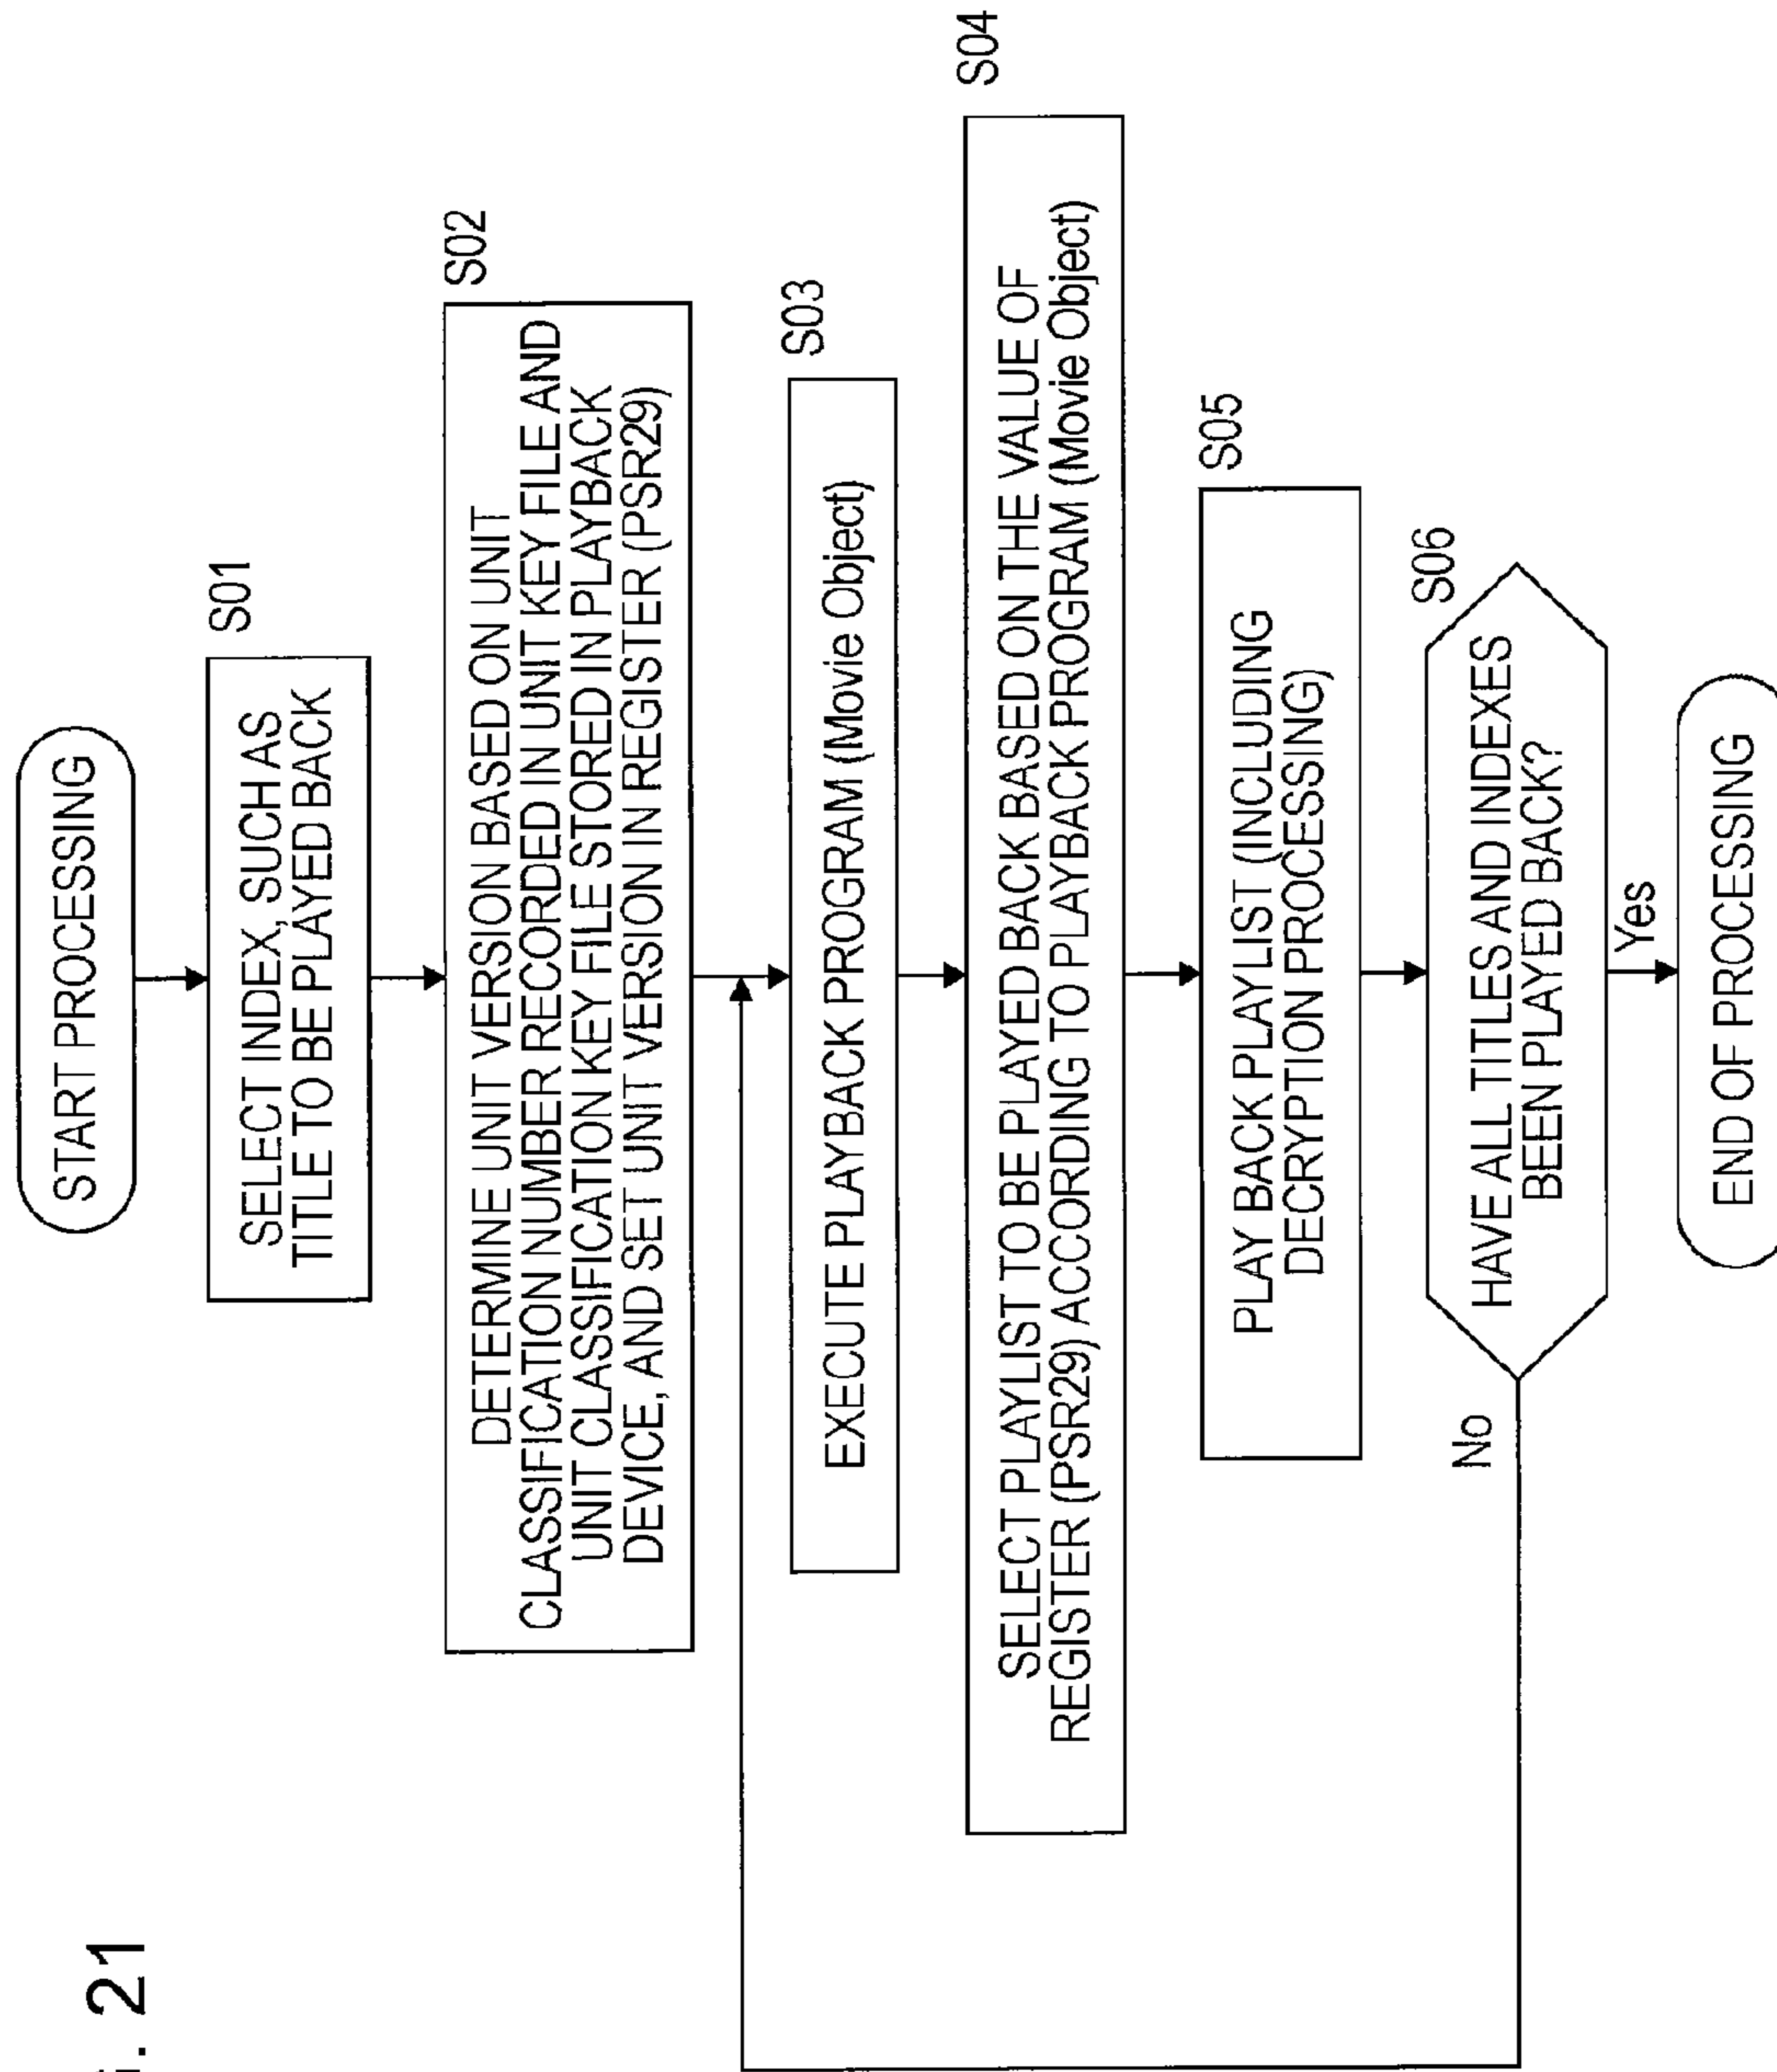 . 21
START PROCESSING
S01
SELECT INDEX, SUCH AS
TITLE TO BE PLAYED BACK
S02
DETERMINE UNIT VERSION BASED ON UNIT
CLASSIFICATION NUMBER RECORDED IN UNIT KEY FILE AND
UNIT CLASSIFICATION KEY FILE STORED IN PLAYBACK
DEVICE, AND SET UNIT VERSION IN REGISTER (PSR29)
S03
EXECUTE PLAYBACK PROGRAM (Movie Object)
S04
SELECT PLAYLIST TO BE PLAYED BACK BASED ON THE VALUE OF
REGISTER (PSR29) ACCORDING TO PLAYBACK PROGRAM (Movie Object)
S05
PLAY BACK PLAYLIST (INCLUDING
DECRYPTION PROCESSING)
S06
HAVE ALL TITLES AND INDEXES
BEEN PLAYED BACK?
No
Yes
END OF PROCESSING